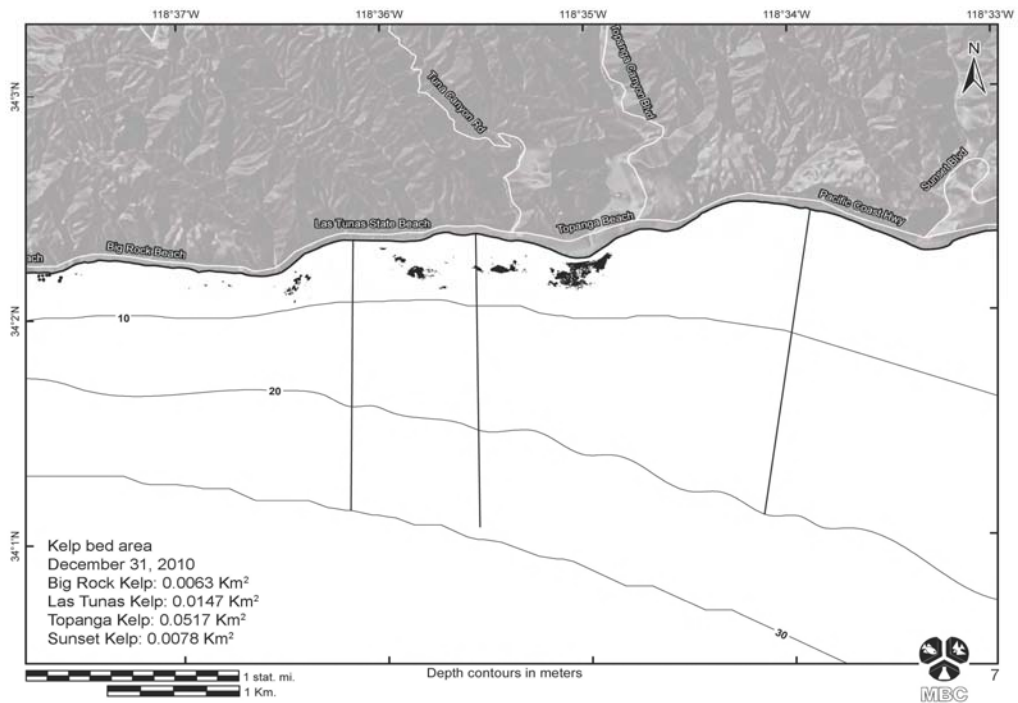 118°37'W 118°36'W 118°35'W 118°34'W 118°33'W
N
34°3'N
Tuna Canyon Rd
Topanga Canyon Blvd
Sunset Blvd
Pacific Coast Hwy
Las Tunas State Beach
Topanga Beach
Big Rock Beach
ach
34°2'N
10
20
34°1'N
Kelp bed area
December 31, 2010
Big Rock Kelp: 0.0063 Km²
Las Tunas Kelp: 0.0147 Km²
Topanga Kelp: 0.0517 Km²
Sunset Kelp: 0.0078 Km²
30
1 stat. mi.
1 Km.
Depth contours in meters
MBC
7